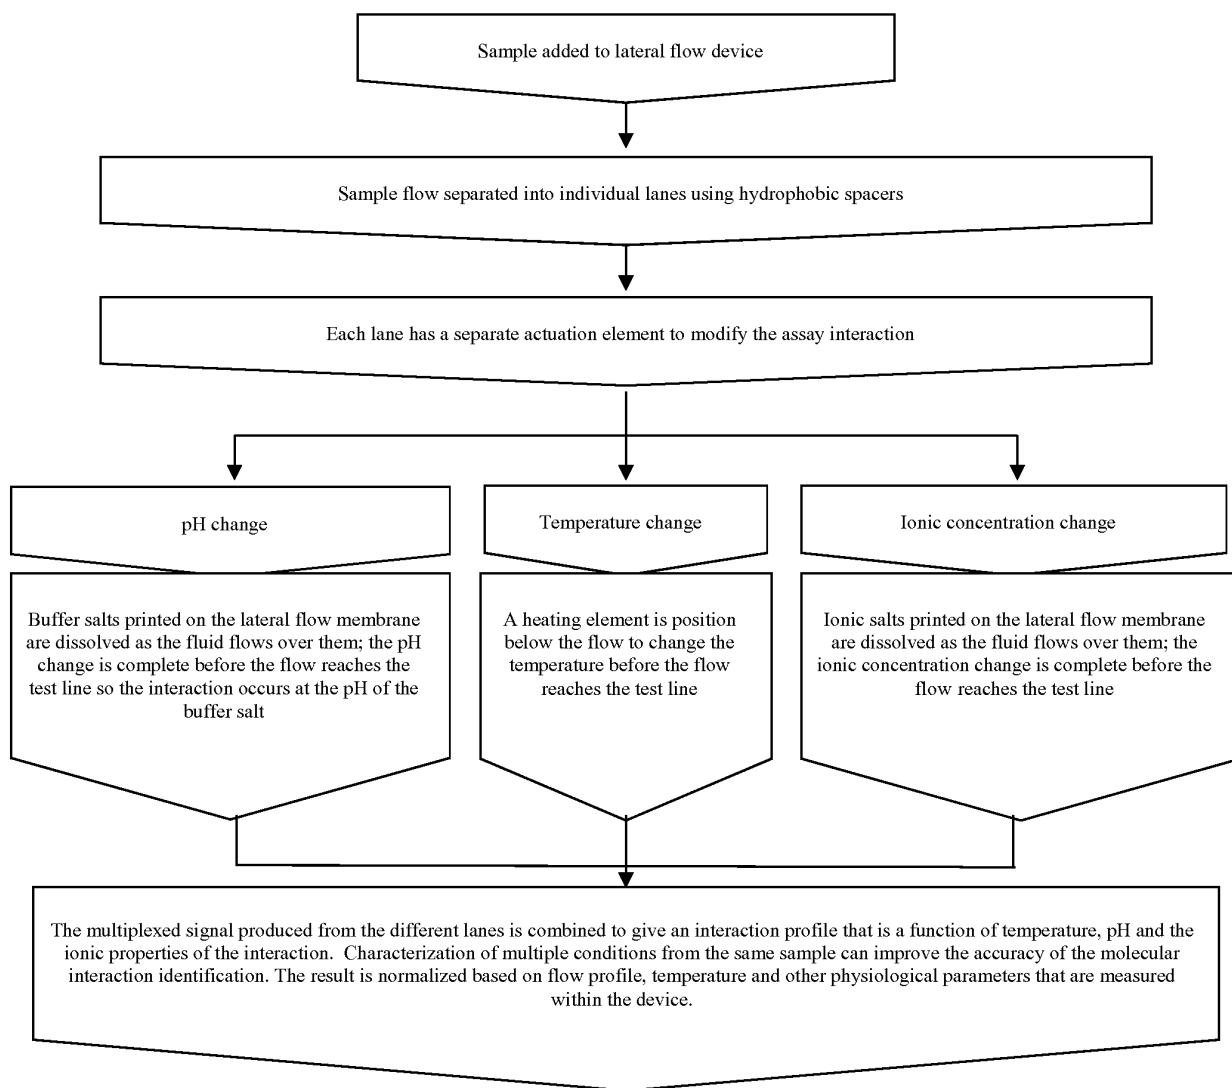 Sample added to lateral flow device
Sample flow separated into individual lanes using hydrophobic spacers
Each lane has a separate actuation element to modify the assay interaction
pH change
Temperature change
Ionic concentration change
Buffer salts printed on the lateral flow membrane
are dissolved as the fluid flows over them; the pH
change is complete before the flow reaches the
test line so the interaction occurs at the pH of the
buffer salt
A heating element is position
below the flow to change the
temperature before the flow
reaches the test line
Ionic salts printed on the lateral flow membrane
are dissolved as the fluid flows over them; the
ionic concentration change is complete before the
flow reaches the test line
The multiplexed signal produced from the different lanes is combined to give an interaction profile that is a function of temperature, pH and the
ionic properties of the interaction.  Characterization of multiple conditions from the same sample can improve the accuracy of the molecular
interaction identification. The result is normalized based on flow profile, temperature and other physiological parameters that are measured
within the device.